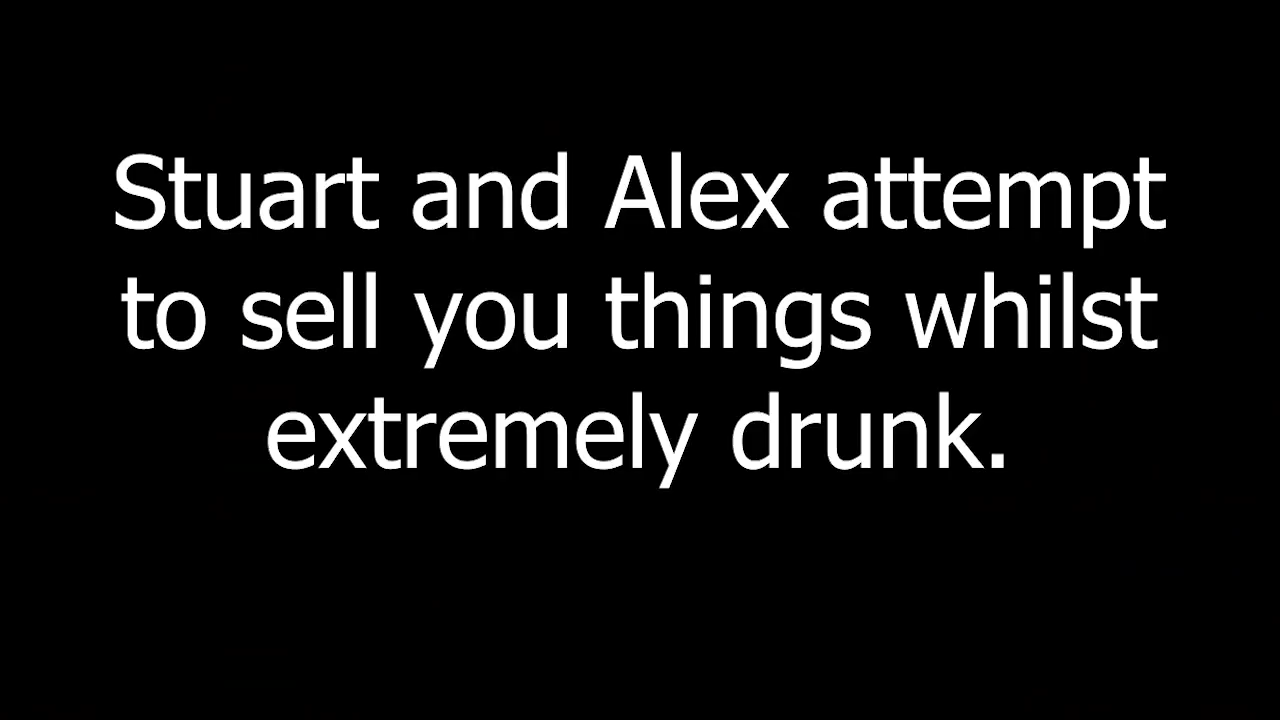 Stuart and Alex attempt
to sell you things whilst
extremely drunk.